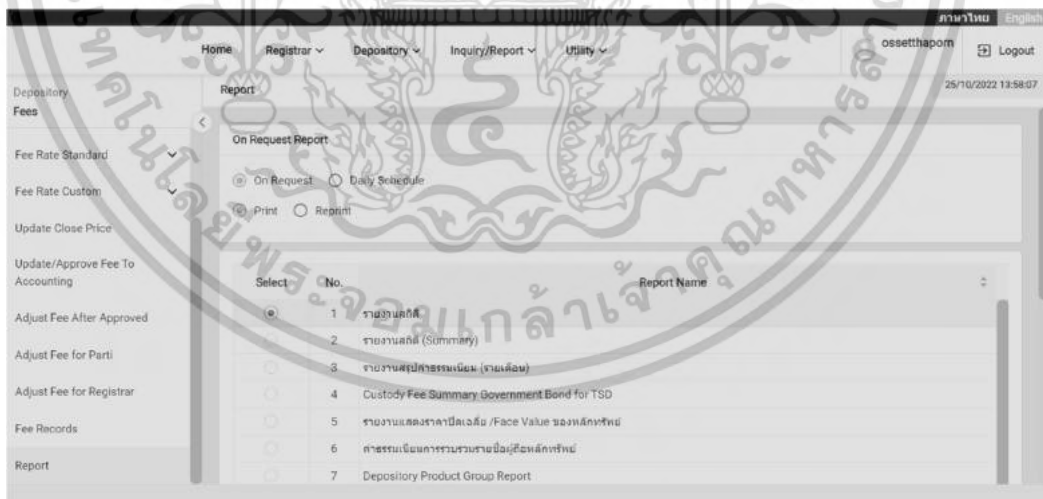 ภาษาไทย English
Home Registrar Depository Inquiry/Report Utility ossetthaporn Logout
Depository
Fees
Report 25/10/2022 13:58:07
On Request Report
On Request Daily Schedule
Print Reprint
Fee Rate Standard
Fee Rate Custom
Update Close Price
Update/Approve Fee To Accounting
Adjust Fee After Approved
Adjust Fee for Parti
Adjust Fee for Registrar
Fee Records
Report
Select No. Report Name
1 รายงานสถิติ
2 รายงานสถิติ (Summary)
3 รายงานสรุปค่าธรรมเนียม (รายเดือน)
4 Custody Fee Summary Government Bond for TSD
5 รายงานแสดงราคาปิดเฉลี่ย /Face Value ของหลักทรัพย์
6 ค่าธรรมเนียมการรวบรวมรายชื่อผู้ถือหลักทรัพย์
7 Depository Product Group Report